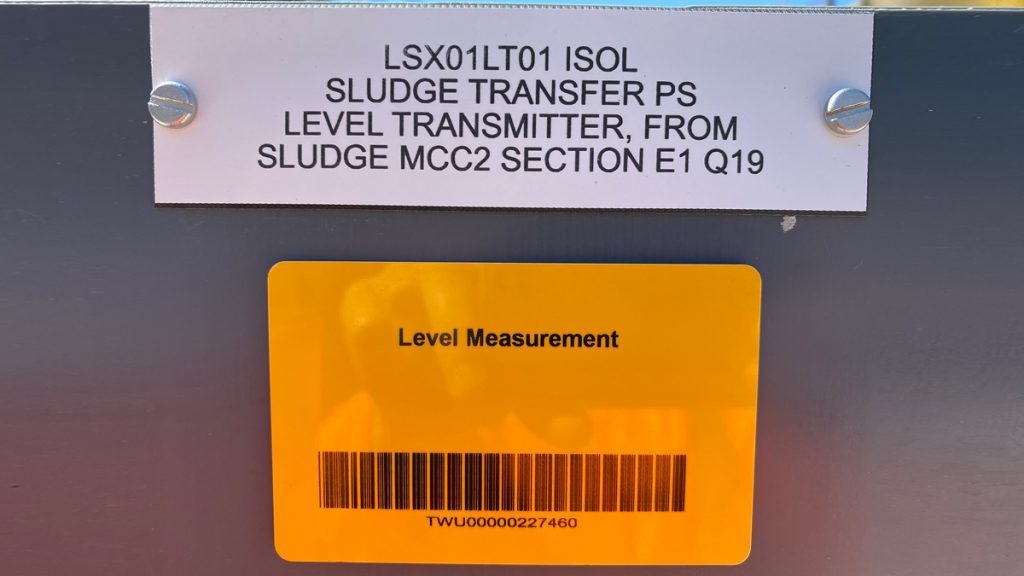 LSX01LT01 ISOL
SLUDGE TRANSFER PS
LEVEL TRANSMITTER, FROM
SLUDGE MCC2 SECTION E1 Q19
Level Measurement
TWU00000227460